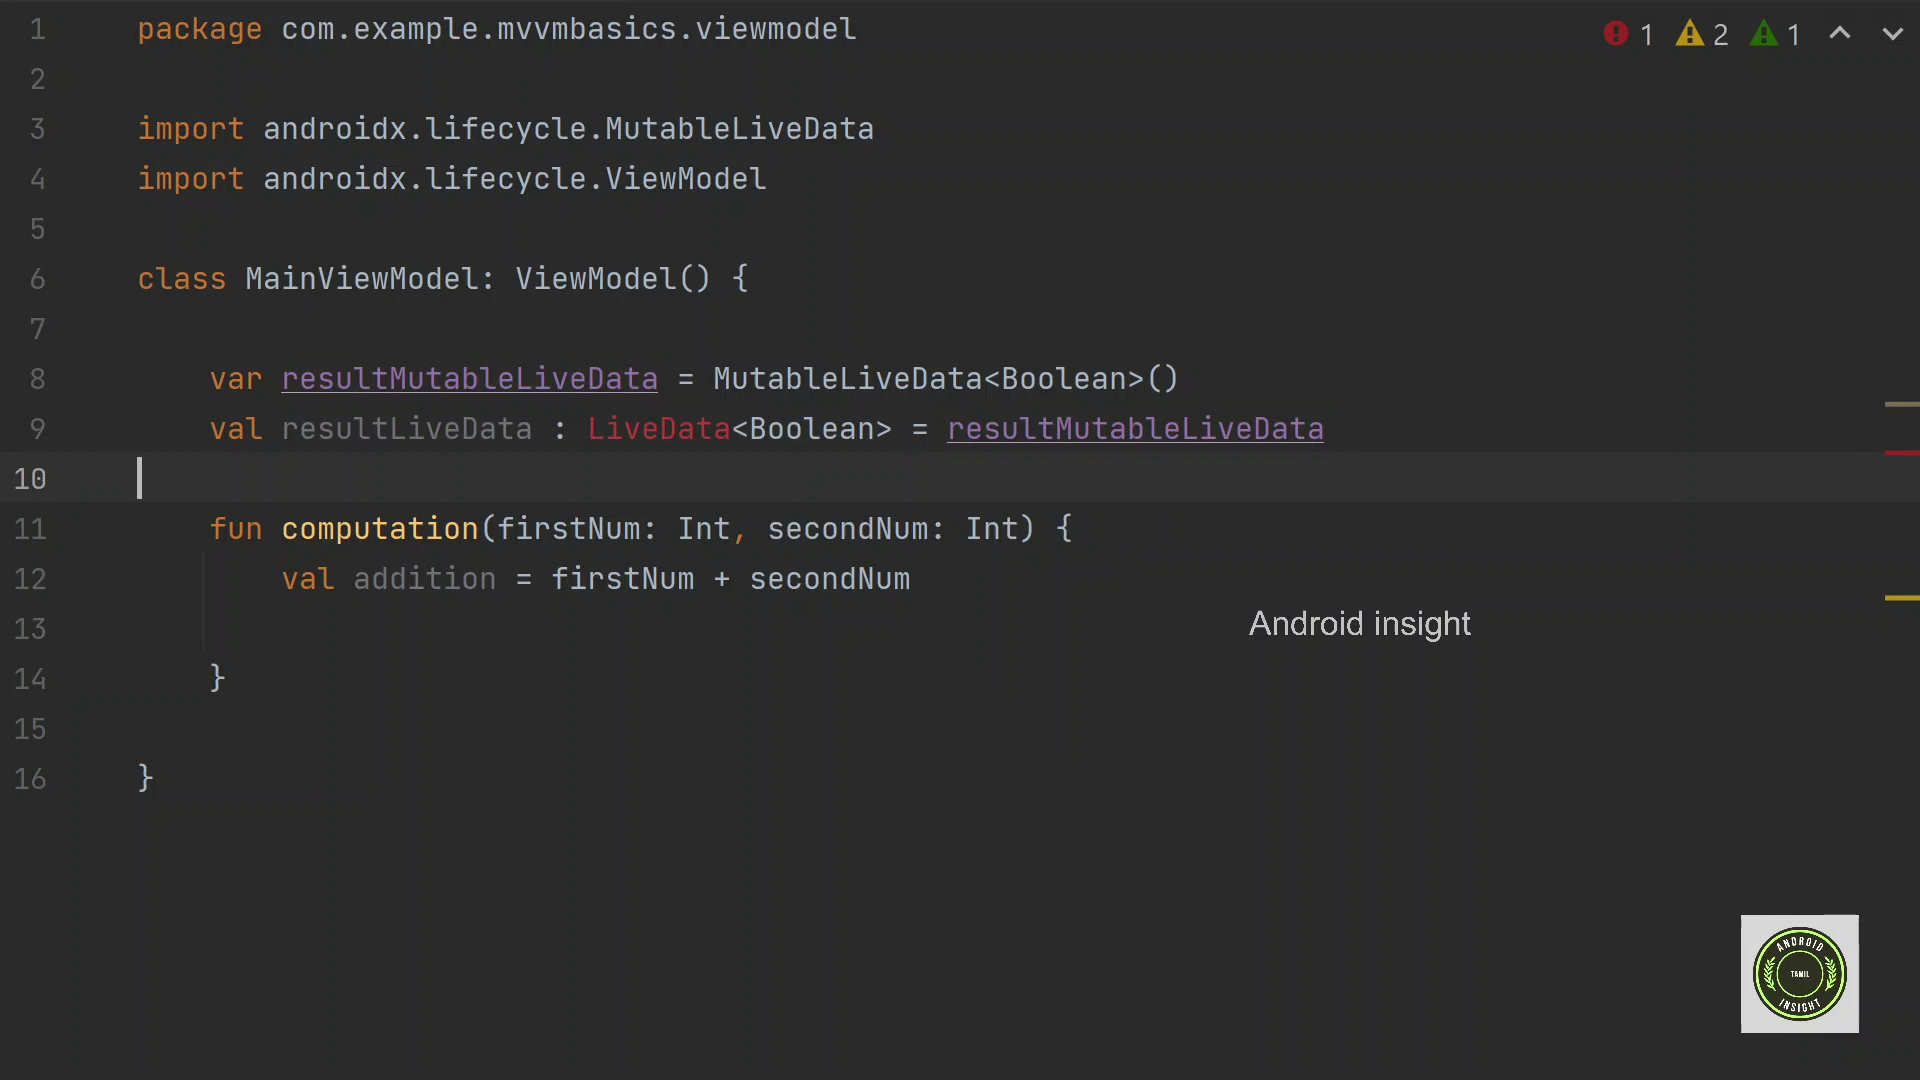 1 package com.example.mvvmbasics.viewmodel
1 2 1
2
3 import androidx.lifecycle.MutableLiveData
4 import androidx.lifecycle.ViewModel
5
6 class MainViewModel: ViewModel() {
7
8 var resultMutableLiveData = MutableLiveData<Boolean>()
9 val resultLiveData : LiveData<Boolean> = resultMutableLiveData
10
11 fun computation(firstNum: Int, secondNum: Int) {
12 val addition = firstNum + secondNum
13
Android insight
14 }
15
16 }
ANDROID
TAMIL
INSIGHT